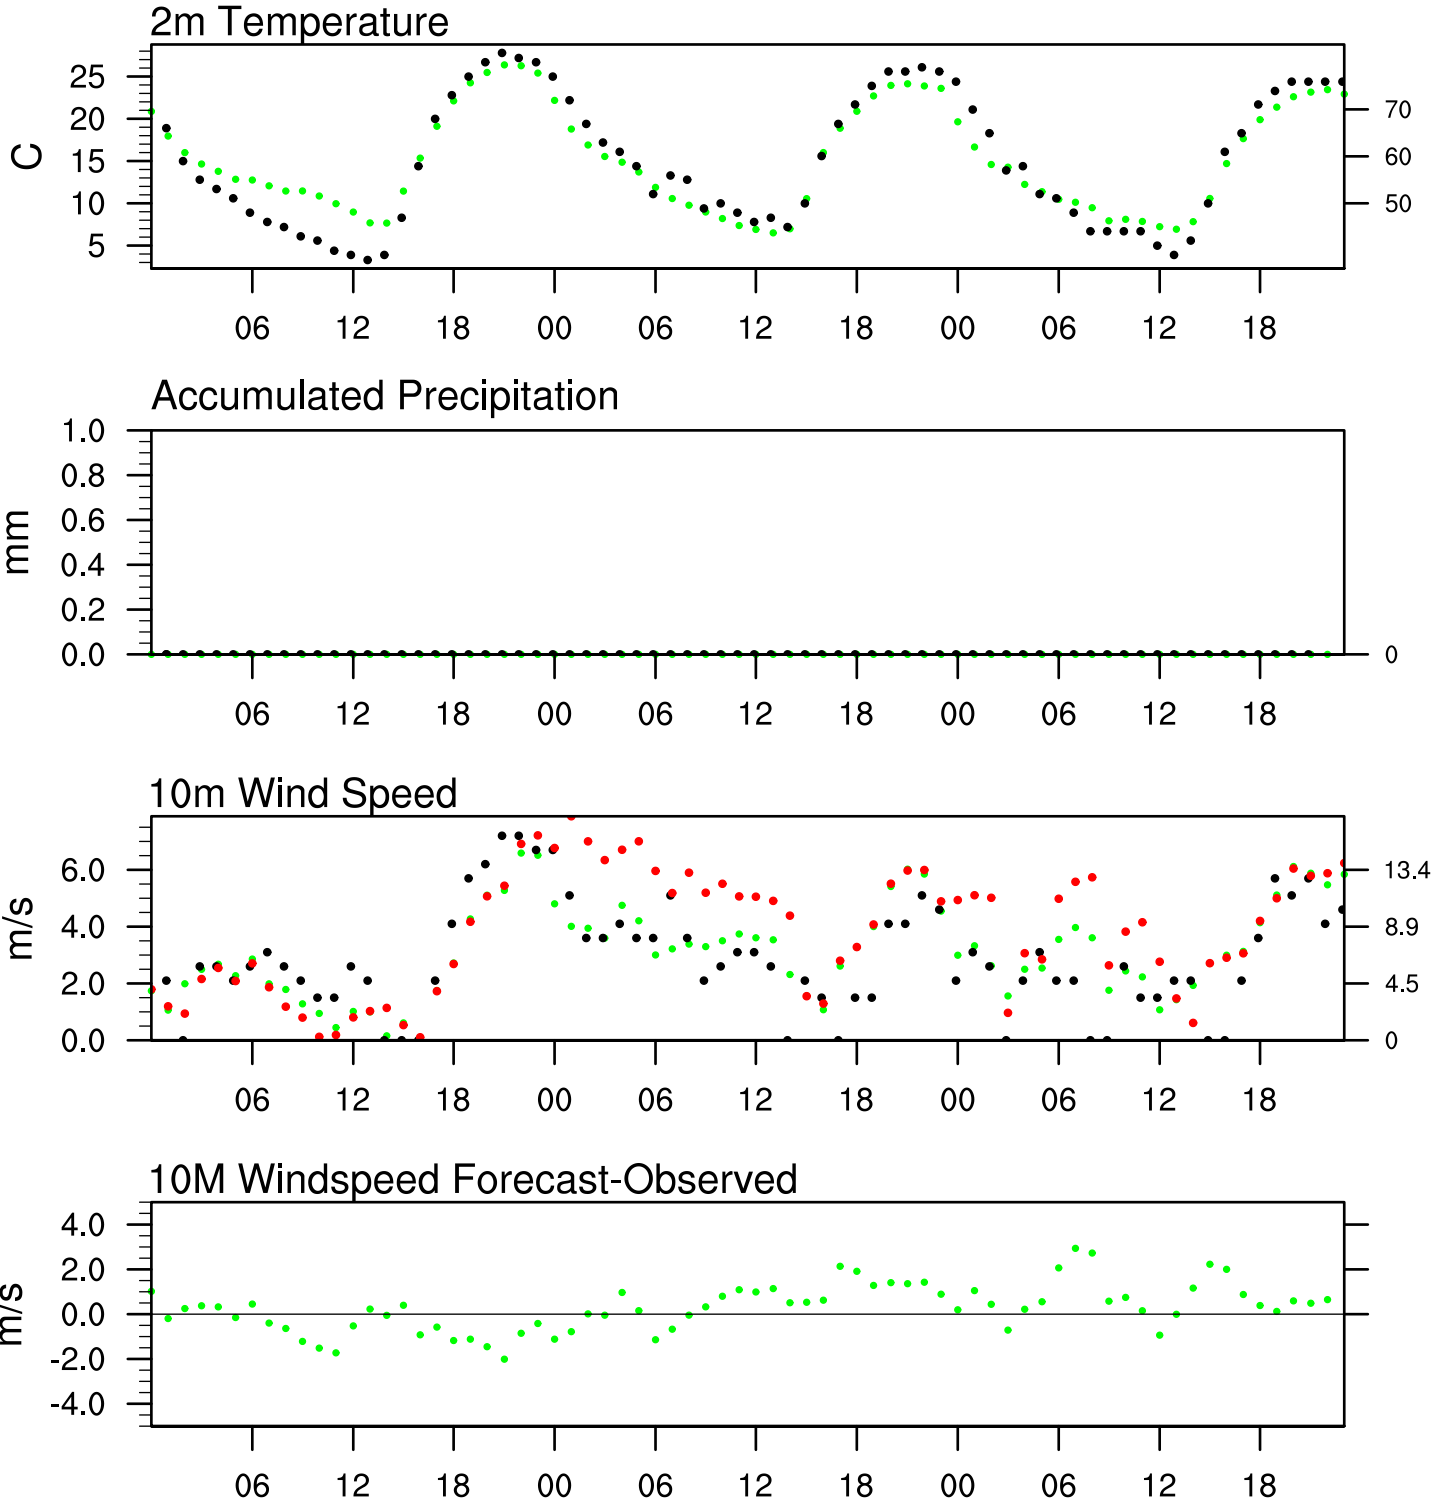 2m Temperature
C
25
20
15
10
5
70
60
50
06 12 18 00 06 12 18 00 06 12 18
Accumulated Precipitation
mm
1.0
0.8
0.6
0.4
0.2
0.0
0
06 12 18 00 06 12 18 00 06 12 18
10m Wind Speed
m/s
6.0
4.0
2.0
0.0
13.4
8.9
4.5
0
06 12 18 00 06 12 18 00 06 12 18
10M Windspeed Forecast-Observed
m/s
4.0
2.0
0.0
-2.0
-4.0
06 12 18 00 06 12 18 00 06 12 18